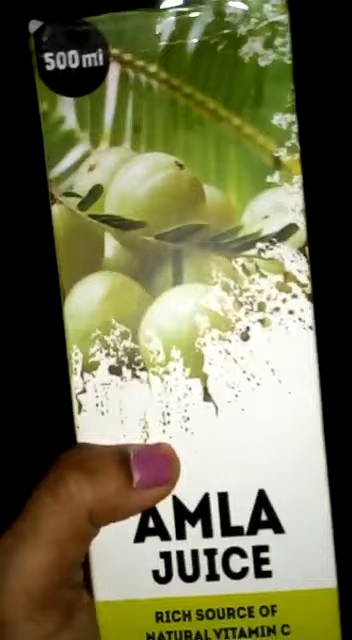 500ml
AMLA
JUICE
RICH SOURCE OF
NATURAL VITAMIN C